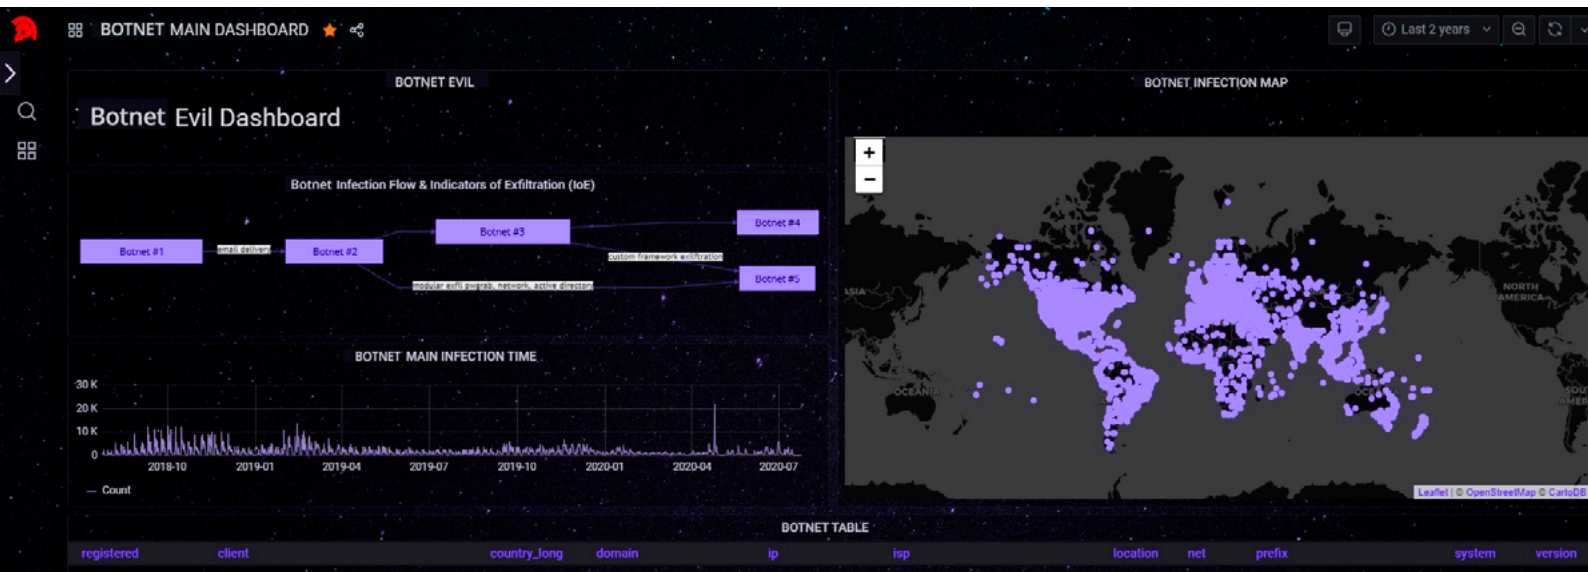 BOTNET MAIN DASHBOARD
Last 2 years
BOTNET EVIL
Botnet Evil Dashboard
Botnet Infection Flow & Indicators of Exfiltration (IoE)
Botnet #1
email delivery
Botnet #2
Botnet #3
Botnet #4
custom framework exilftration
Botnet #5
modular exfil pwgrab, network, active directory
BOTNET MAIN INFECTION TIME
30 K
20 K
10 K
0
2018-10 2019-01 2019-04 2019-07 2019-10 2020-01 2020-04 2020-07
Count
BOTNET INFECTION MAP
+
−
ASIA
NORTH
AMERICA
OCEANIA
Leaflet | © OpenStreetMap © CartoDB
BOTNET TABLE
registered client country_long domain ip isp location net prefix system version